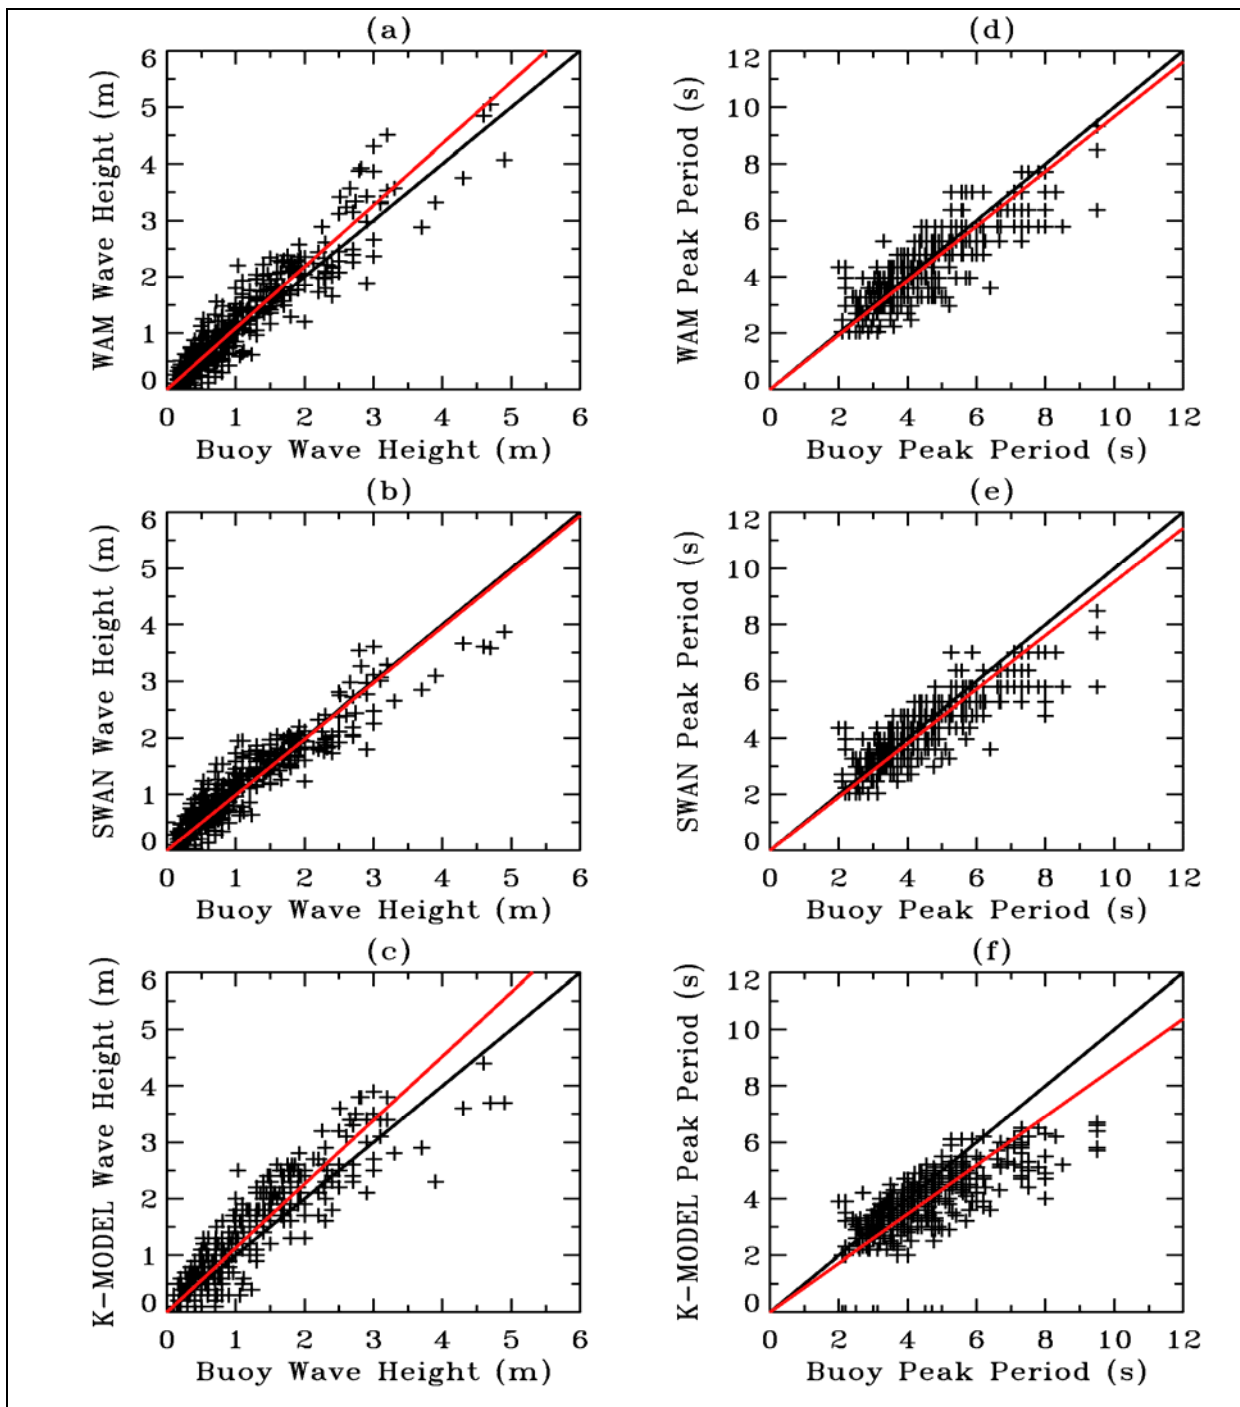 (a)
6
5
4
3
2
1
0
WAM Wave Height (m)
0 1 2 3 4 5 6
Buoy Wave Height (m)
(d)
12
10
8
6
4
2
0
WAM Peak Period (s)
0 2 4 6 8 10 12
Buoy Peak Period (s)
(b)
6
5
4
3
2
1
0
SWAN Wave Height (m)
0 1 2 3 4 5 6
Buoy Wave Height (m)
(e)
12
10
8
6
4
2
0
SWAN Peak Period (s)
0 2 4 6 8 10 12
Buoy Peak Period (s)
(c)
6
5
4
3
2
1
0
K-MODEL Wave Height (m)
0 1 2 3 4 5 6
Buoy Wave Height (m)
(f)
12
10
8
6
4
2
0
K-MODEL Peak Period (s)
0 2 4 6 8 10 12
Buoy Peak Period (s)